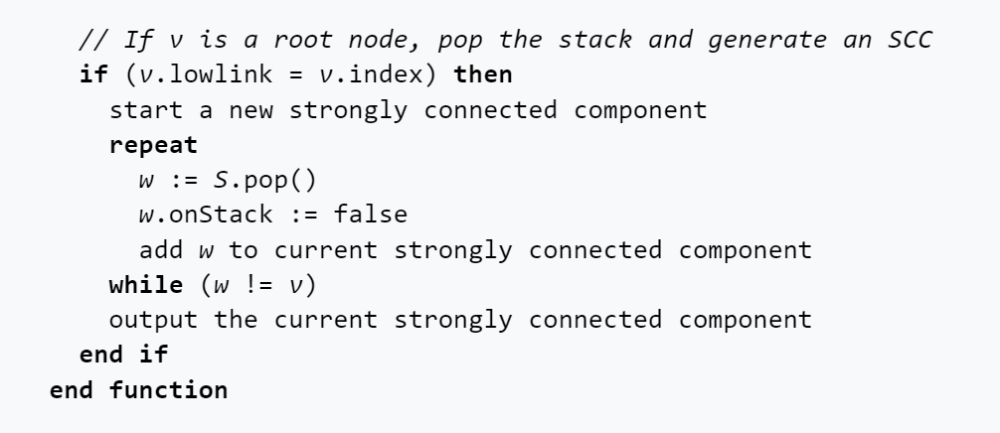 // If v is a root node, pop the stack and generate an SCC
if (v.lowlink = v.index) then
start a new strongly connected component
repeat
w := S.pop()
w.onStack := false
add w to current strongly connected component
while (w != v)
output the current strongly connected component
end if
end function